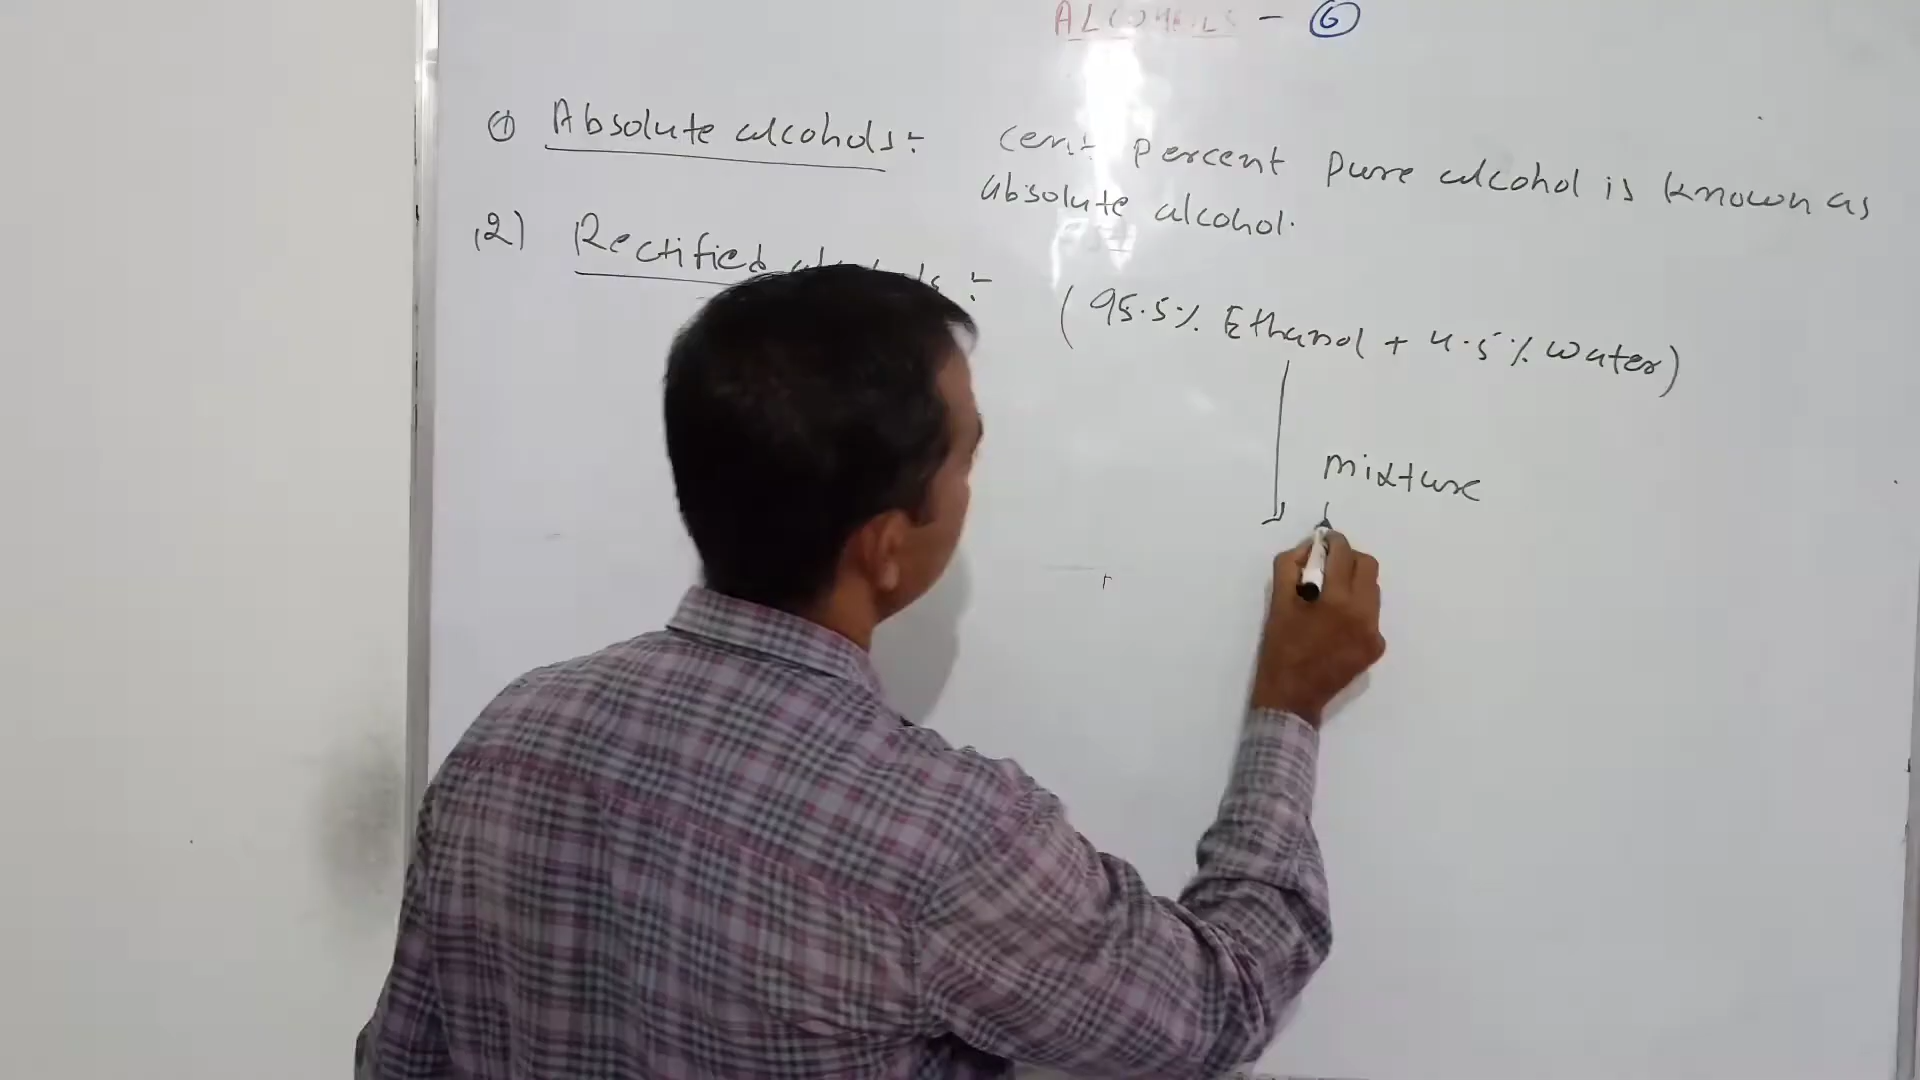 ALCOHOLS - 6
1 Absolute alcohols :- cent percent pure alcohol is known as
absolute alcohol.
2) Rectified alcohols :- (95.5% Ethanol + 4.5% water)
mixture